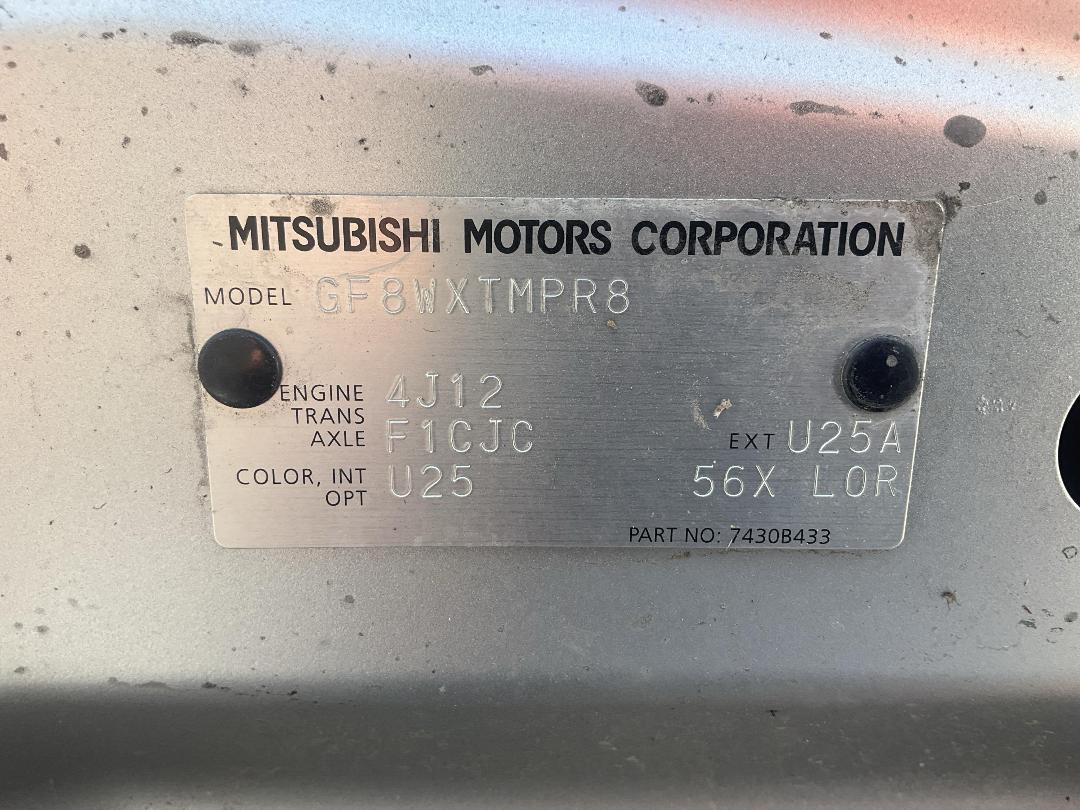 MITSUBISHI MOTORS CORPORATION
MODEL GF8WXTMPR8
ENGINE 4J12
TRANS
AXLE F1CJC EXT U25A
COLOR, INT U25 56X L0R
OPT
PART NO: 7430B433